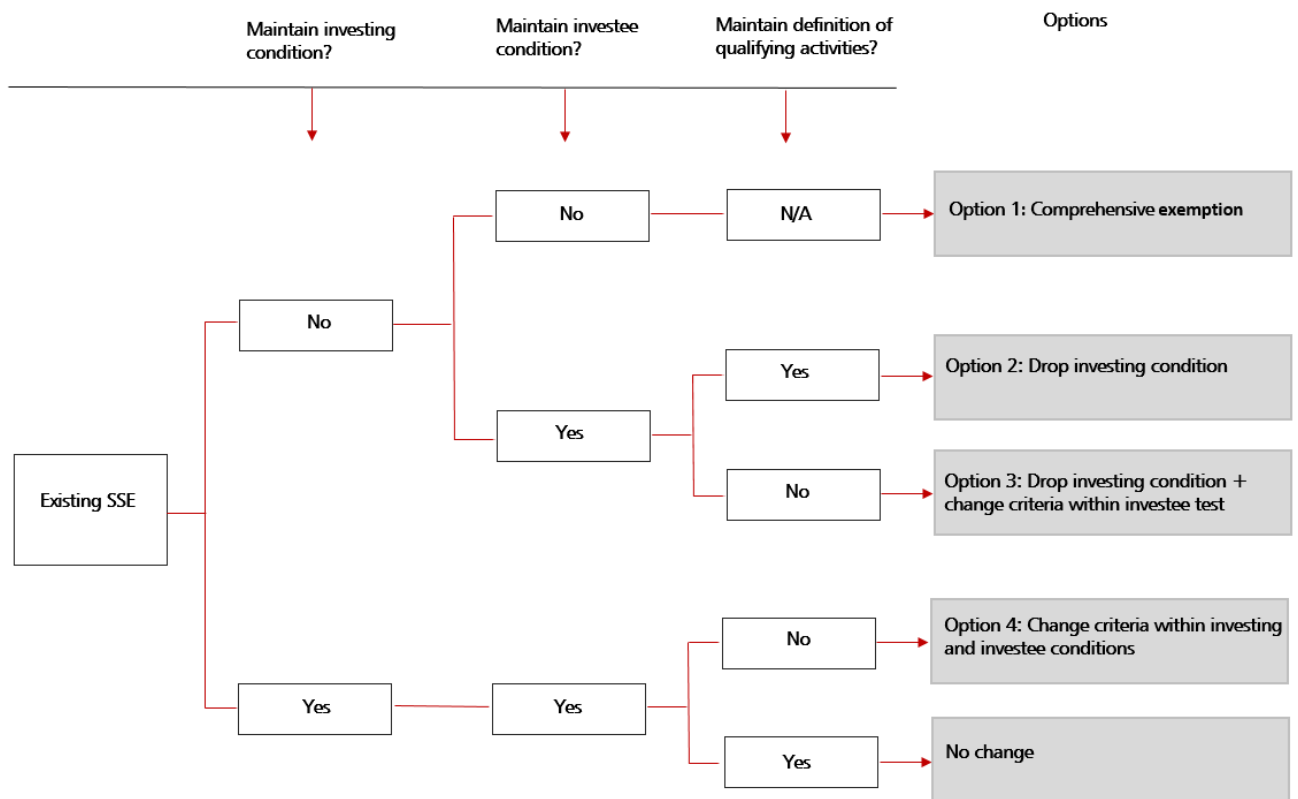 Maintain investing
condition?
Maintain investee
condition?
Maintain definition of
qualifying activities?
Options
No
N/A
Option 1: Comprehensive exemption
No
Yes
Option 2: Drop investing condition
Yes
No
Option 3: Drop investing condition +
change criteria within investee test
Existing SSE
No
Option 4: Change criteria within investing
and investee conditions
Yes
Yes
Yes
No change